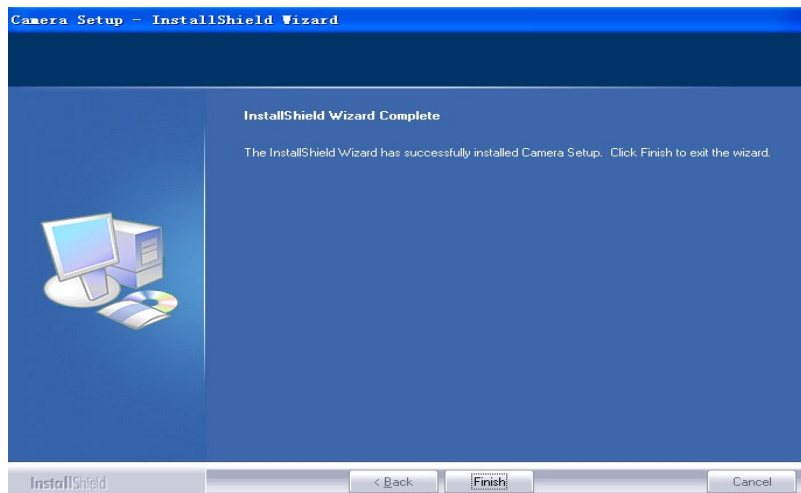 Camera Setup - InstallShield Wizard
InstallShield Wizard Complete
The InstallShield Wizard has successfully installed Camera Setup. Click Finish to exit the wizard.
InstallShield
< Back
Finish
Cancel